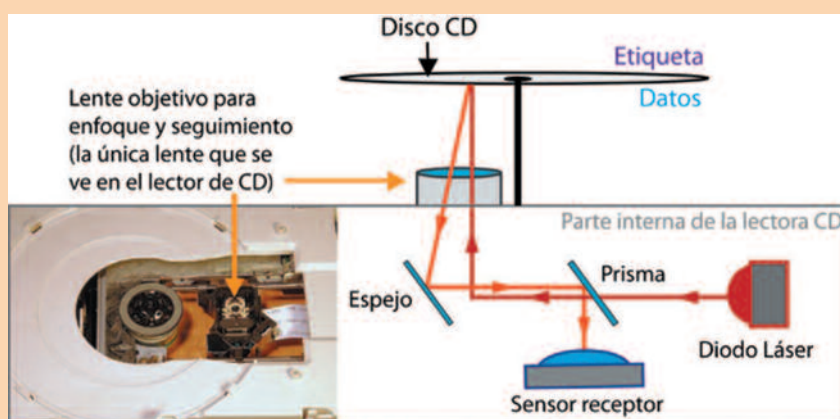 Disco CD
Etiqueta
Datos
Lente objetivo para
enfoque y seguimiento
(la única lente que se
ve en el lector de CD)
Parte interna de la lectora CD
Espejo
Prisma
Diodo Láser
Sensor receptor